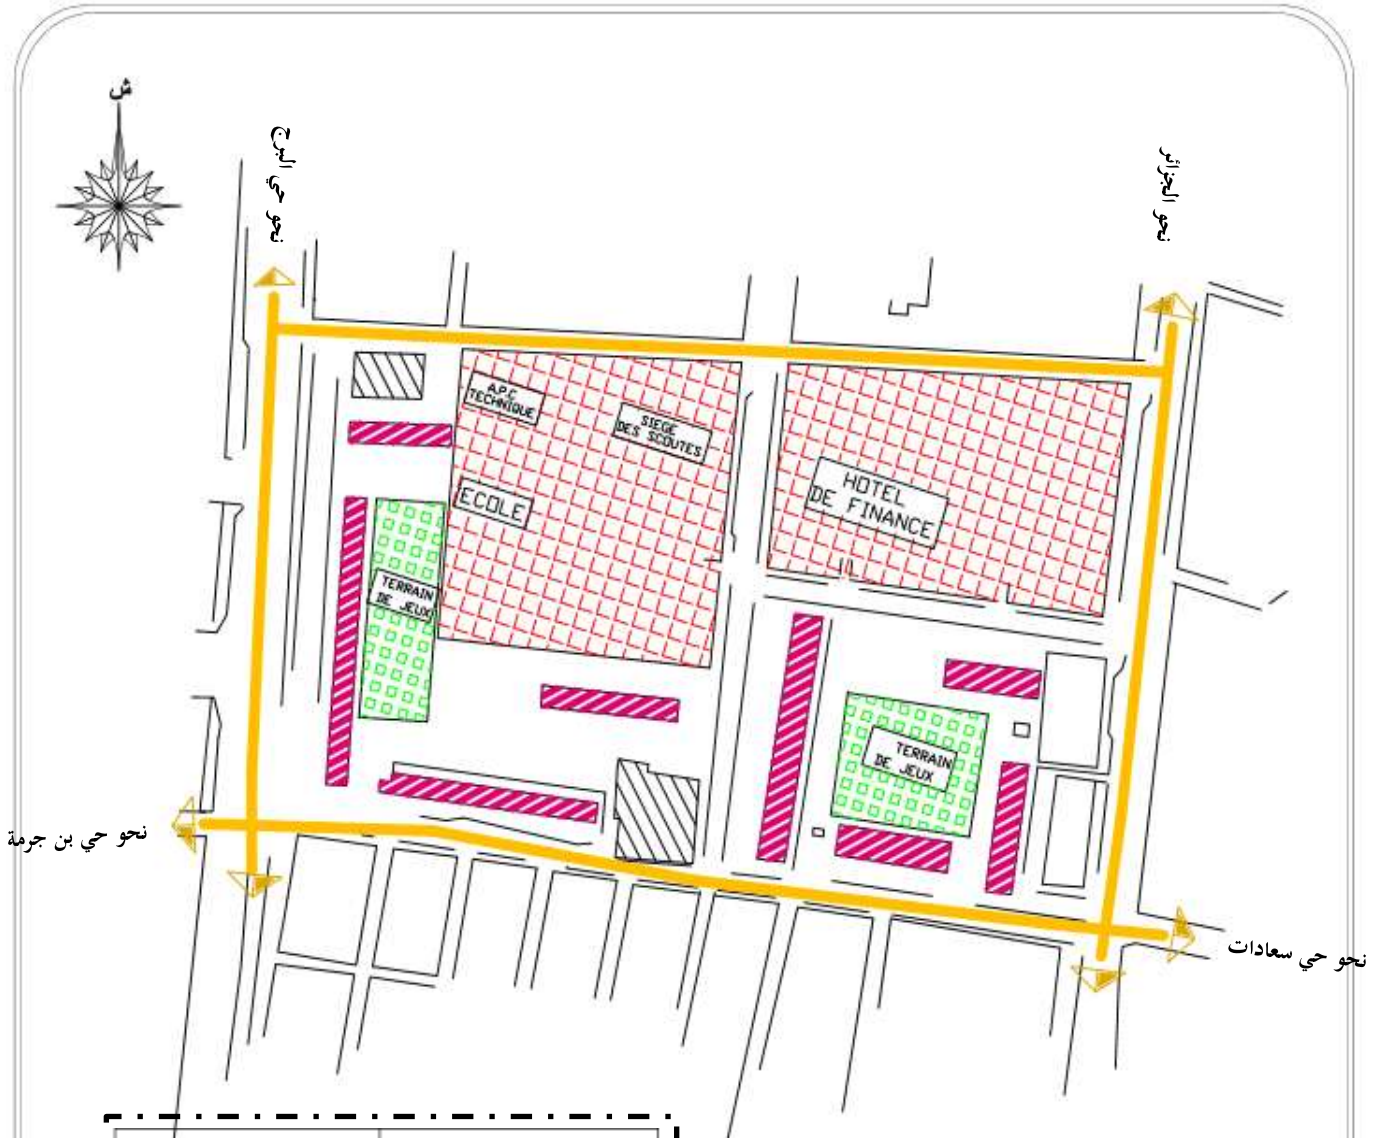 ش
نحو حي البرج
نحو الجزائر
A.P.C
TECHNIQUE
SIEGE
DES SCOUTES
HOTEL
DE FINANCE
ECOLE
TERRAIN
DE JEUX
TERRAIN
DE JEUX
نحو حي بن جرمة
نحو حي سعادات